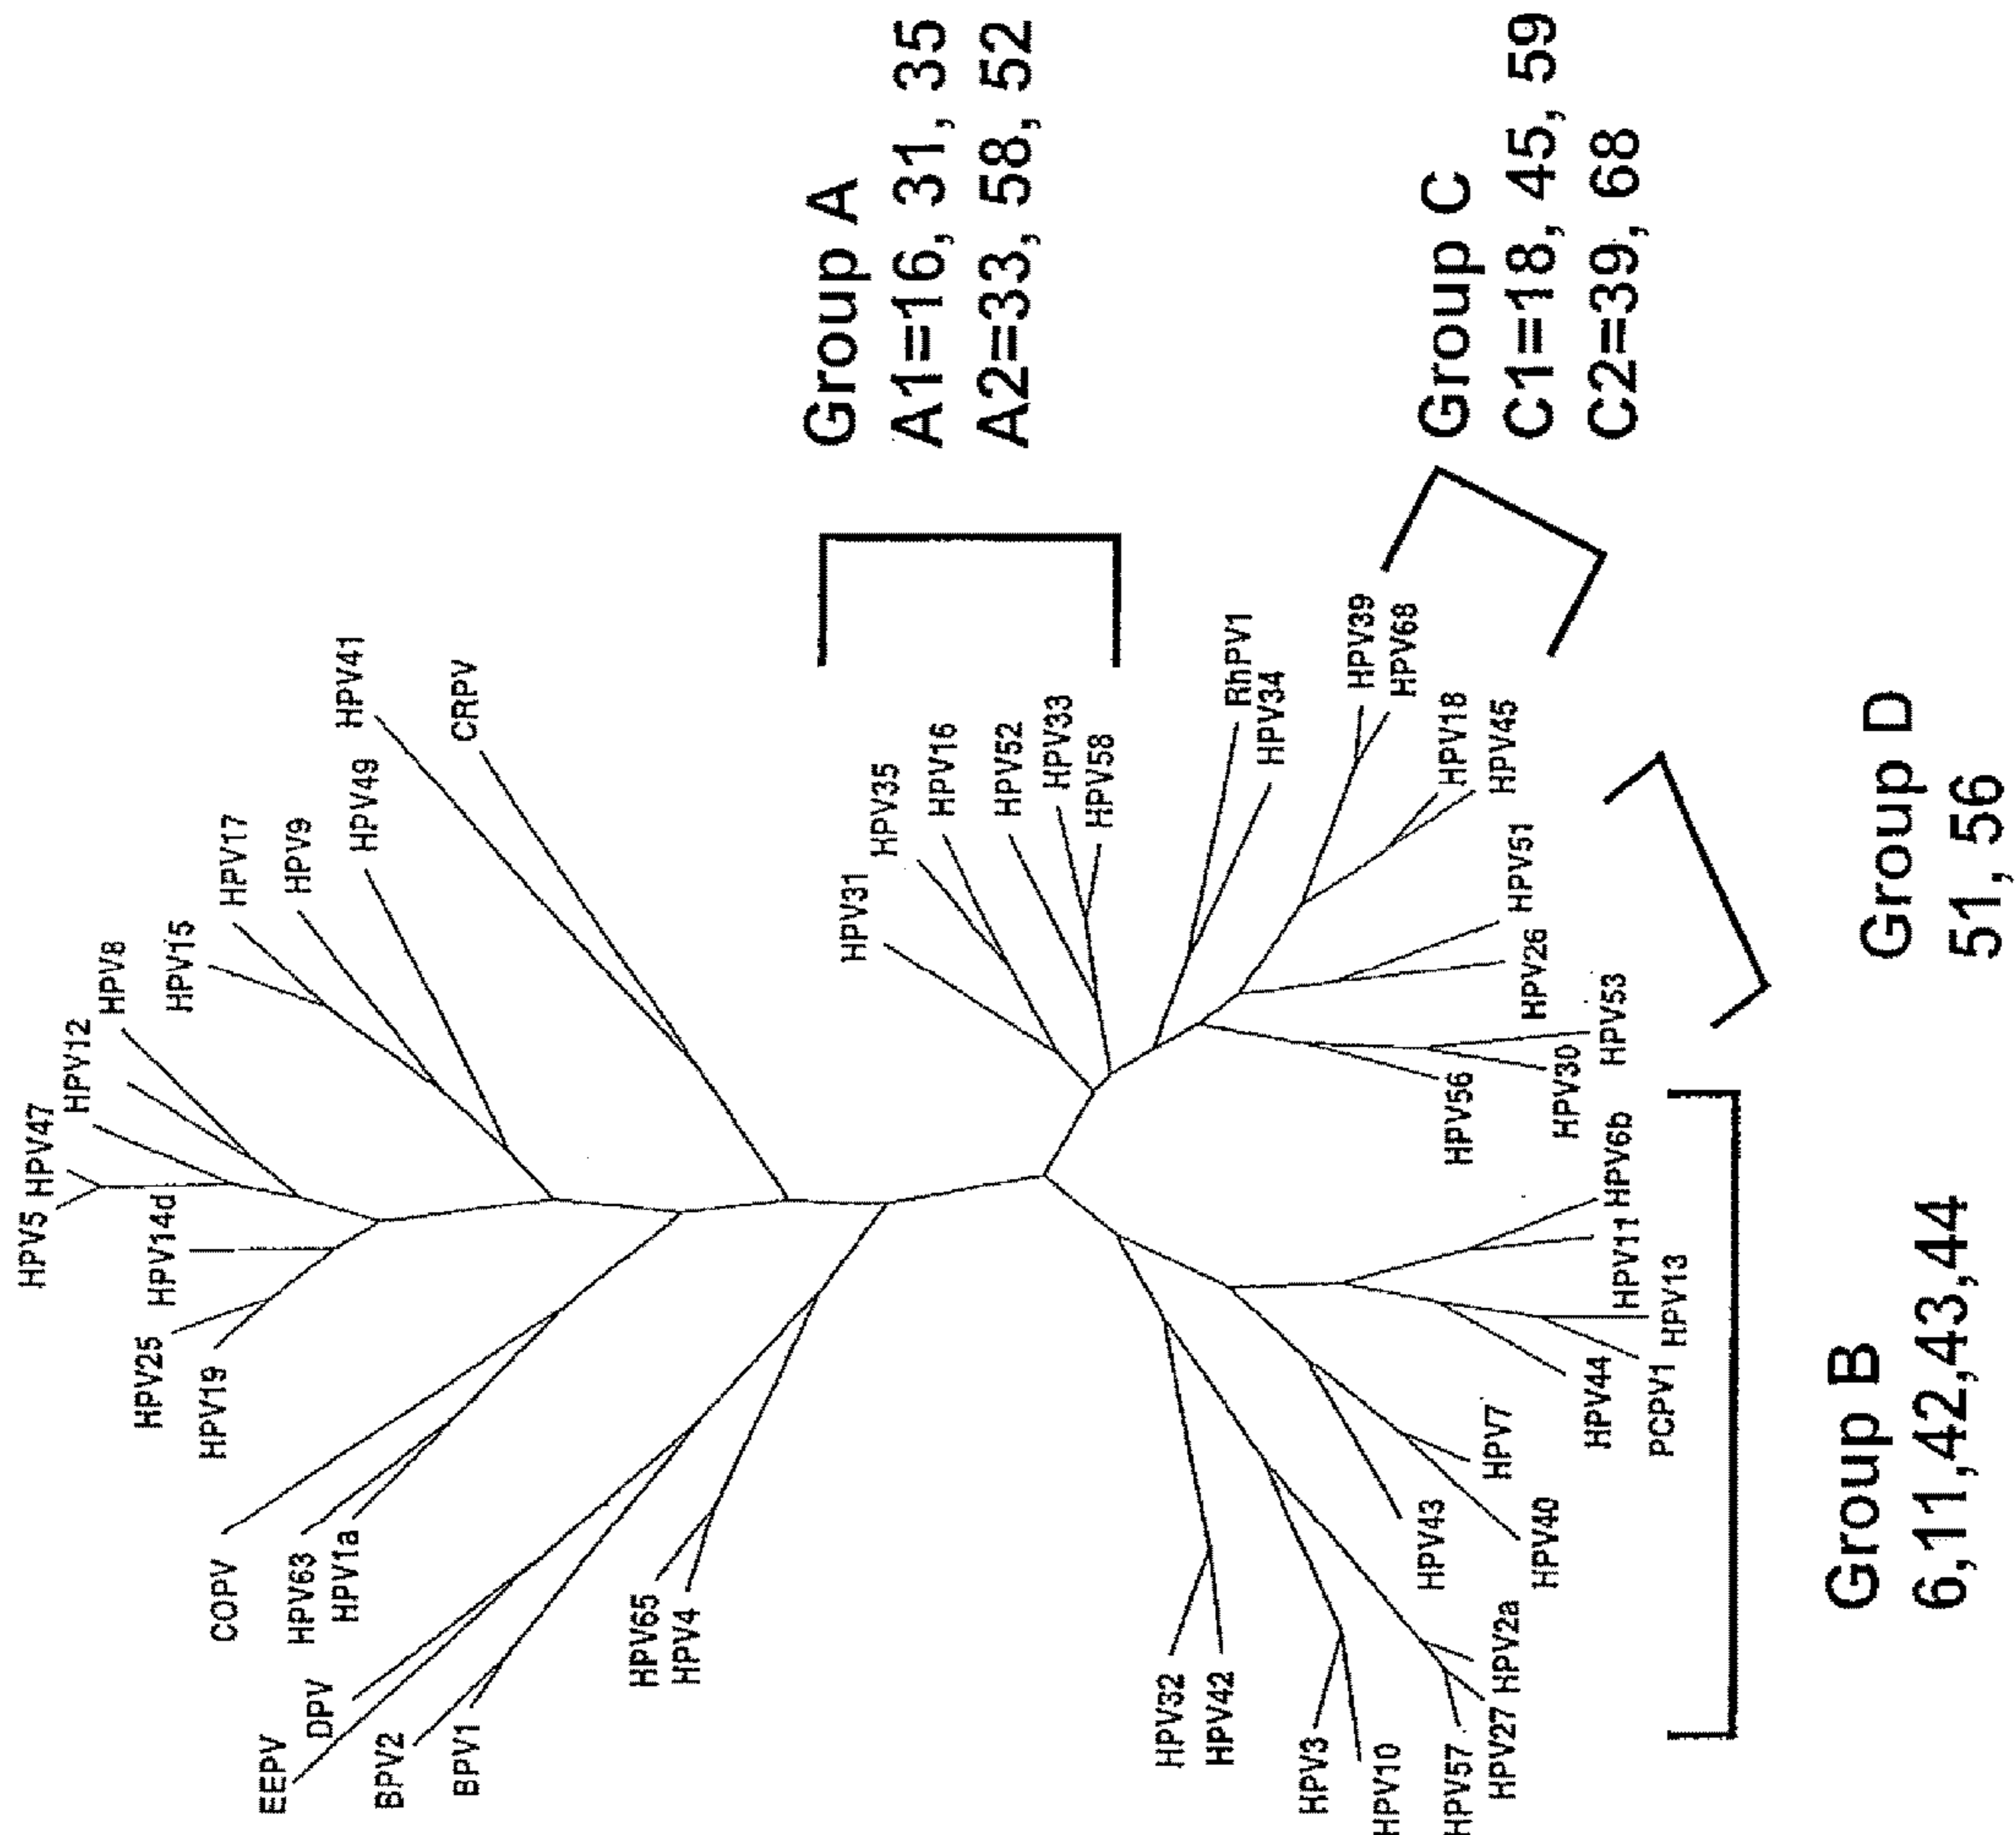 HPV5
HPV47
HPV12
HPV8
HPV15
HPV17
HPV9
HPV49
HPV41
CRPV
HPV14d
HPV25
HPV19
COPV
HPV63
HPV1a
EEPV
DPV
BPV2
BPV1
HPV65
HPV4
HPV31
HPV35
HPV16
HPV52
HPV33
HPV58
RhPV1
HPV34
HPV39
HPV68
HPV18
HPV45
HPV51
HPV26
HPV53
HPV30
HPV56
HPV6b
HPV11
HPV13
PCPV1
HPV44
HPV7
HPV40
HPV43
HPV2a
HPV27
HPV57
HPV10
HPV3
HPV42
HPV32
Group A
A1=16, 31, 35
A2=33, 58, 52
Group C
C1=18, 45, 59
C2=39, 68
Group D
51, 56
Group B
6,11,42,43,44